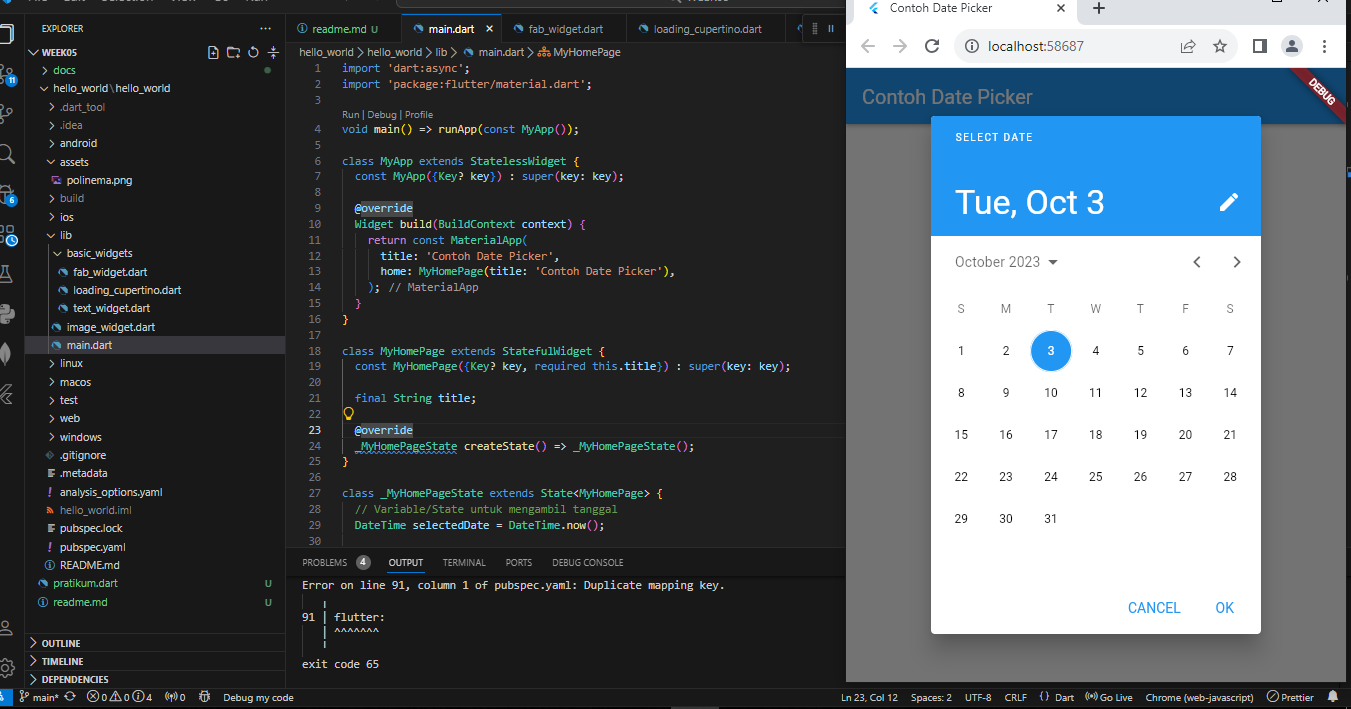 EXPLORER
WEEK05
docs
hello_world\hello_world
.dart_tool
.idea
android
assets
polinema.png
build
ios
lib
basic_widgets
fab_widget.dart
loading_cupertino.dart
text_widget.dart
image_widget.dart
main.dart
linux
macos
test
web
windows
.gitignore
.metadata
analysis_options.yaml
hello_world.iml
pubspec.lock
pubspec.yaml
README.md
pratikum.dart U
readme.md U
OUTLINE
TIMELINE
DEPENDENCIES
11
6
readme.md U main.dart fab_widget.dart loading_cupertino.dart
hello_world > hello_world > lib > main.dart > MyHomePage
1 import 'dart:async';
2 import 'package:flutter/material.dart';
3
Run | Debug | Profile
4 void main() => runApp(const MyApp());
5
6 class MyApp extends StatelessWidget {
7 const MyApp({Key? key}) : super(key: key);
8
9 @override
10 Widget build(BuildContext context) {
11 return const MaterialApp(
12 title: 'Contoh Date Picker',
13 home: MyHomePage(title: 'Contoh Date Picker'),
14 ); // MaterialApp
15 }
16 }
17
18 class MyHomePage extends StatefulWidget {
19 const MyHomePage({Key? key, required this.title}) : super(key: key);
20
21 final String title;
22
23 @override
24 _MyHomePageState createState() => _MyHomePageState();
25 }
26
27 class _MyHomePageState extends State<MyHomePage> {
28 // Variable/State untuk mengambil tanggal
29 DateTime selectedDate = DateTime.now();
30
PROBLEMS 4 OUTPUT TERMINAL PORTS DEBUG CONSOLE
Error on line 91, column 1 of pubspec.yaml: Duplicate mapping key.
91 | flutter:
| ^^^^^^^
exit code 65
main* 0 0 4 0 Debug my code Ln 23, Col 12 Spaces: 2 UTF-8 CRLF {} Dart Go Live Chrome (web-javascript) Prettier
Contoh Date Picker
localhost:58687
Contoh Date Picker
DEBUG
SELECT DATE
Tue, Oct 3
October 2023
S M T W T F S
1 2 3 4 5 6 7
8 9 10 11 12 13 14
15 16 17 18 19 20 21
22 23 24 25 26 27 28
29 30 31
CANCEL OK